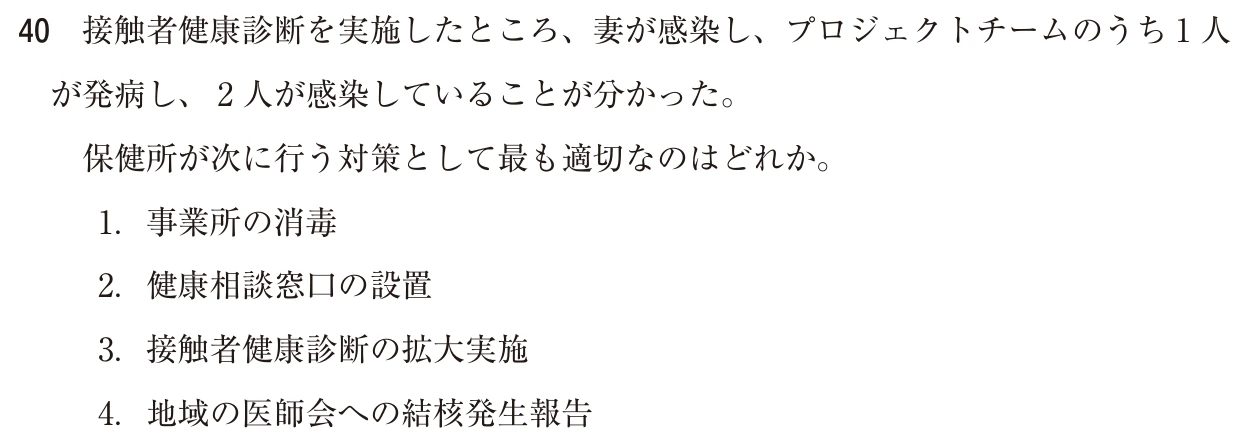 40 接触者健康診断を実施したところ、妻が感染し、プロジェクトチームのうち1人
が発病し、2人が感染していることが分かった。
保健所が次に行う対策として最も適切なのはどれか。
1. 事業所の消毒
2. 健康相談窓口の設置
3. 接触者健康診断の拡大実施
4. 地域の医師会への結核発生報告